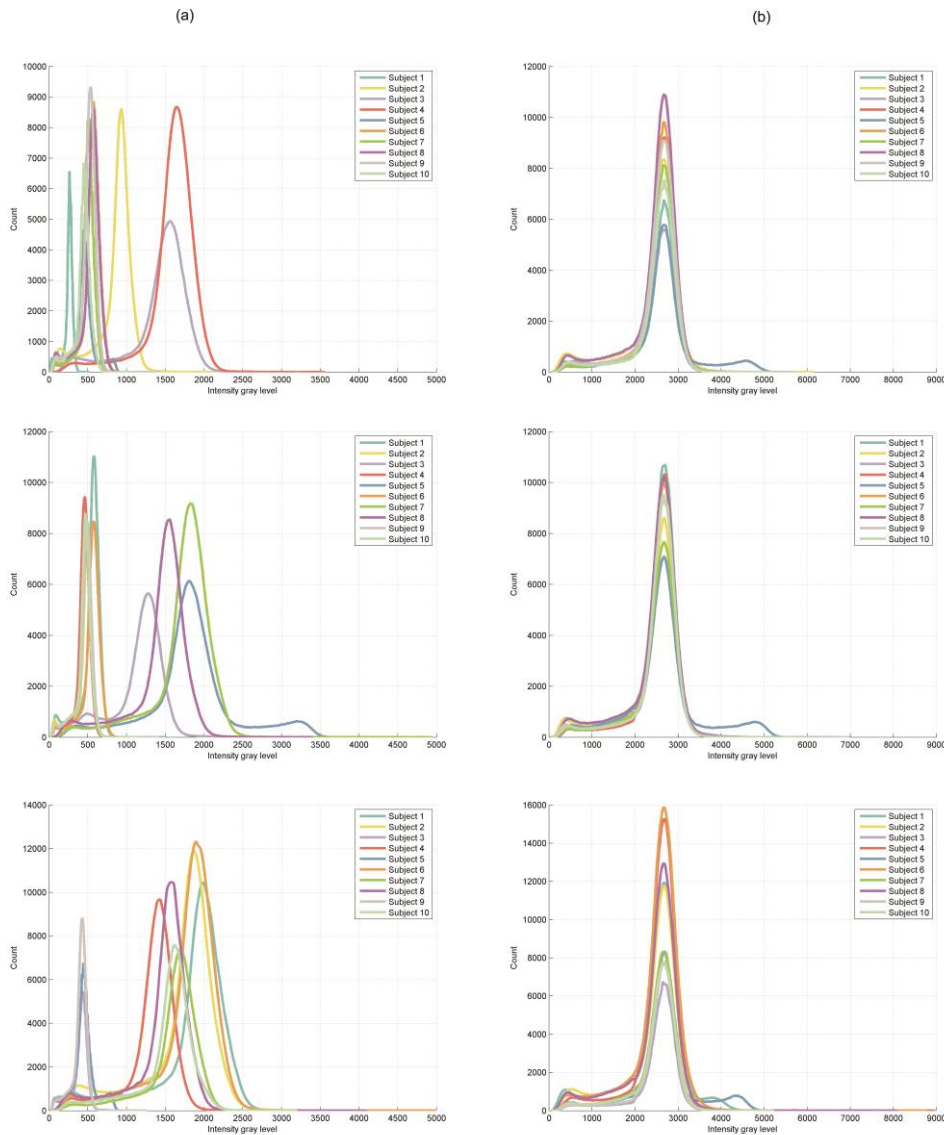 (a)
(b)
10000
9000
8000
7000
6000
5000
4000
3000
2000
1000
0
Count
0 500 1000 1500 2000 2500 3000 3500 4000 4500 5000
Intensity gray level
Subject 1
Subject 2
Subject 3
Subject 4
Subject 5
Subject 6
Subject 7
Subject 8
Subject 9
Subject 10
12000
10000
8000
6000
4000
2000
0
Count
0 1000 2000 3000 4000 5000 6000 7000 8000 9000
Intensity gray level
Subject 1
Subject 2
Subject 3
Subject 4
Subject 5
Subject 6
Subject 7
Subject 8
Subject 9
Subject 10
12000
10000
8000
6000
4000
2000
0
Count
0 500 1000 1500 2000 2500 3000 3500 4000 4500 5000
Intensity gray level
Subject 1
Subject 2
Subject 3
Subject 4
Subject 5
Subject 6
Subject 7
Subject 8
Subject 9
Subject 10
12000
10000
8000
6000
4000
2000
0
Count
0 1000 2000 3000 4000 5000 6000 7000 8000 9000
Intensity gray level
Subject 1
Subject 2
Subject 3
Subject 4
Subject 5
Subject 6
Subject 7
Subject 8
Subject 9
Subject 10
14000
12000
10000
8000
6000
4000
2000
0
Count
0 500 1000 1500 2000 2500 3000 3500 4000 4500 5000
Intensity gray level
Subject 1
Subject 2
Subject 3
Subject 4
Subject 5
Subject 6
Subject 7
Subject 8
Subject 9
Subject 10
16000
14000
12000
10000
8000
6000
4000
2000
0
Count
0 1000 2000 3000 4000 5000 6000 7000 8000 9000
Intensity gray level
Subject 1
Subject 2
Subject 3
Subject 4
Subject 5
Subject 6
Subject 7
Subject 8
Subject 9
Subject 10